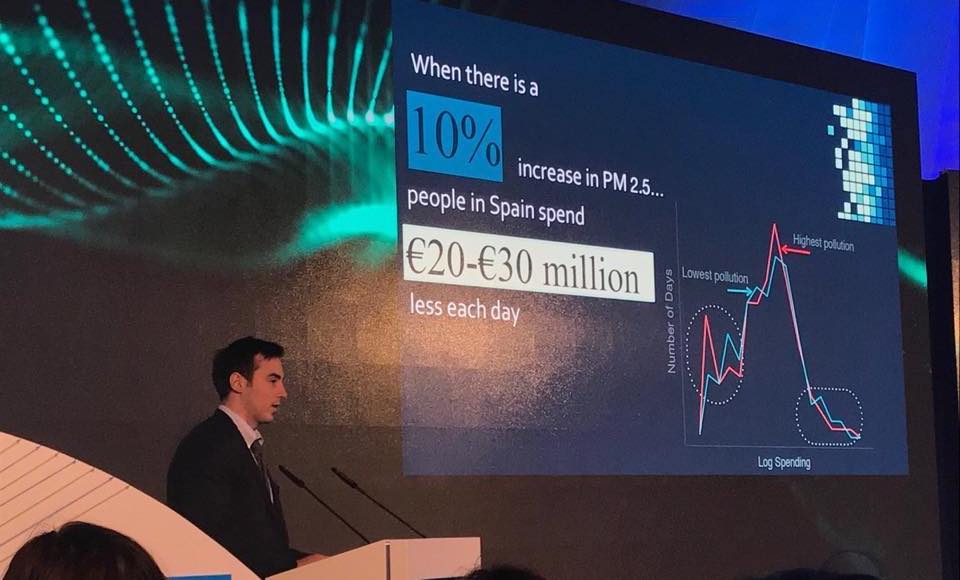 When there is a
10%
increase in PM 2.5...
people in Spain spend
€20-€30 million
less each day
Highest pollution
Lowest pollution
Number of Days
Log Spending